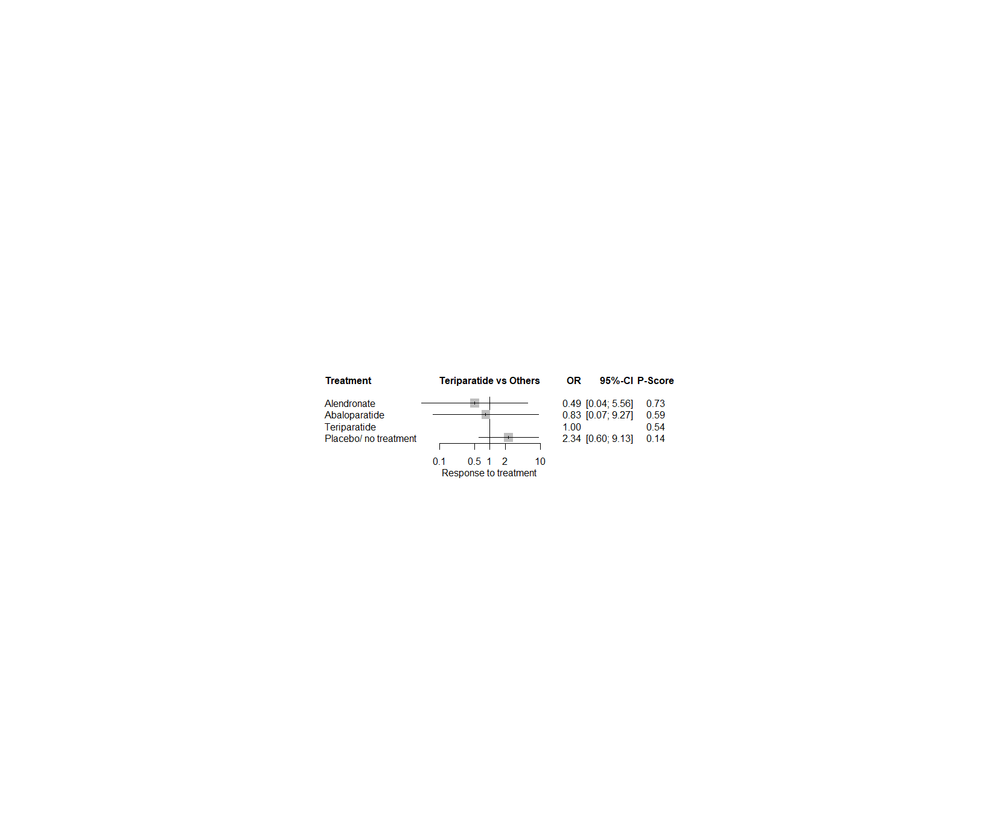 Treatment Teriparatide vs Others OR 95%-CI P-Score
Alendronate 0.49 [0.04; 5.56] 0.73
Abaloparatide 0.83 [0.07; 9.27] 0.59
Teriparatide 1.00 0.54
Placebo/ no treatment 2.34 [0.60; 9.13] 0.14
0.1 0.5 1 2 10
Response to treatment